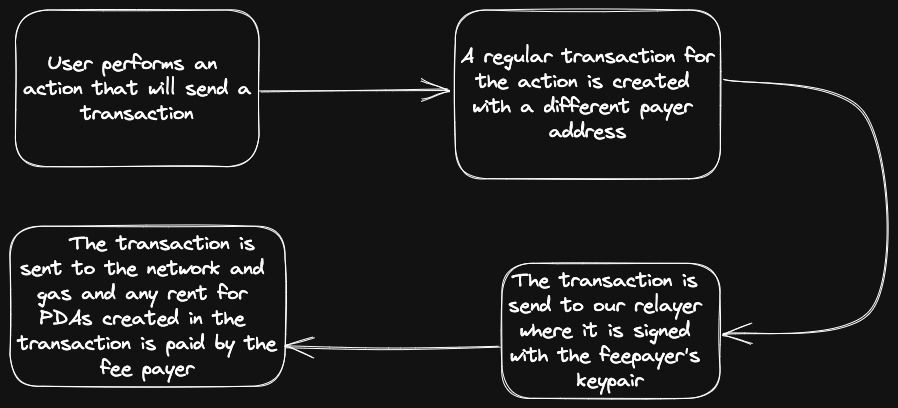 User performs an
action that will send a
transaction
A regular transaction for
the action is created
with a different payer
address
The transaction is
send to our relayer
where it is signed
with the feepayer's
keypair
The transaction is
sent to the network and
gas and any rent for
PDAs created in the
transaction is paid by the
fee payer